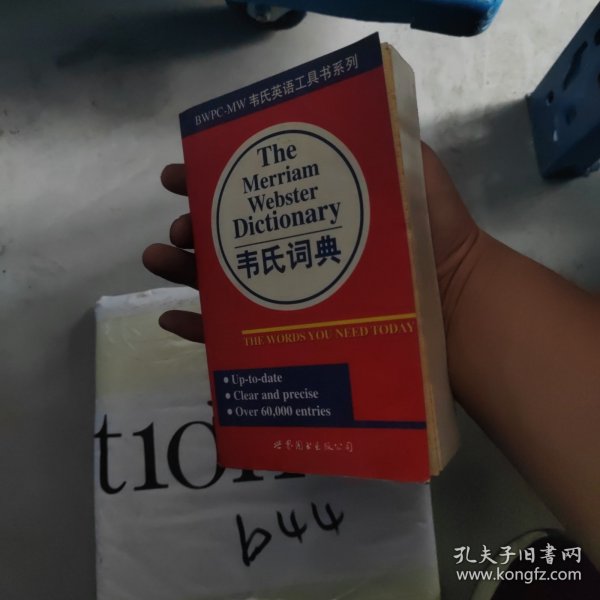 BWPC-MW 韦氏英语工具书系列
The
Merriam
Webster
Dictionary
韦氏词典
THE WORDS YOU NEED TODAY
• Up-to-date
• Clear and precise
• Over 60,000 entries
世界图书出版公司
b44
孔夫子旧书网
www.kongfz.com